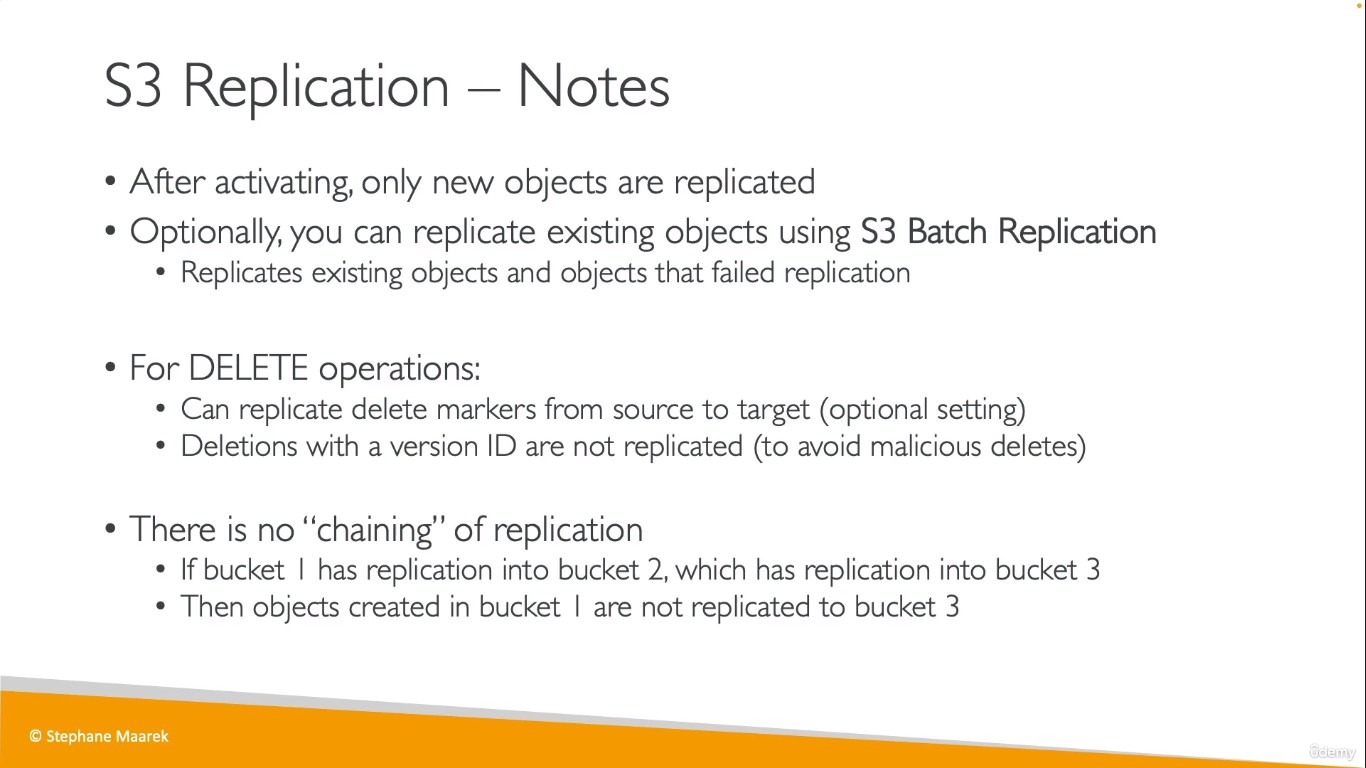 S3 Replication – Notes
• After activating, only new objects are replicated
• Optionally, you can replicate existing objects using S3 Batch Replication
• Replicates existing objects and objects that failed replication
• For DELETE operations:
• Can replicate delete markers from source to target (optional setting)
• Deletions with a version ID are not replicated (to avoid malicious deletes)
• There is no “chaining” of replication
• If bucket 1 has replication into bucket 2, which has replication into bucket 3
• Then objects created in bucket 1 are not replicated to bucket 3
© Stephane Maarek
ûdemy